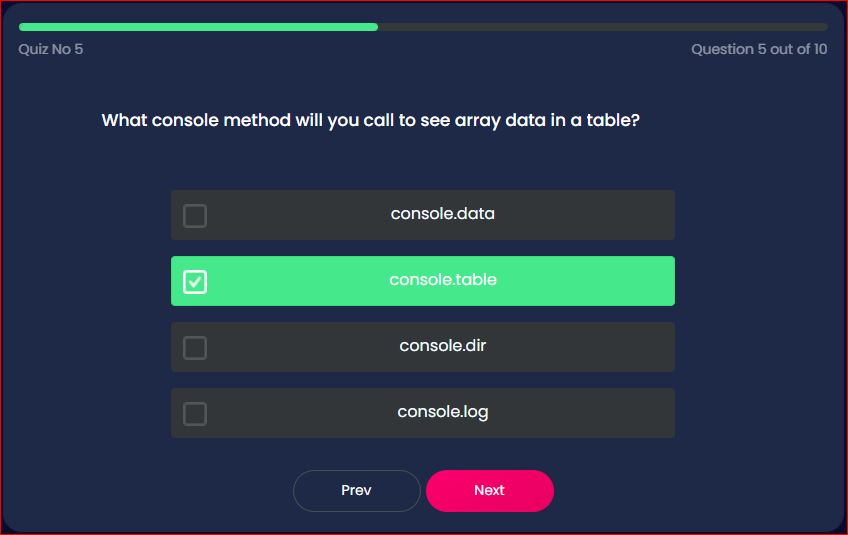 Quiz No 5
Question 5 out of 10
What console method will you call to see array data in a table?
console.data
console.table
console.dir
console.log
Prev
Next